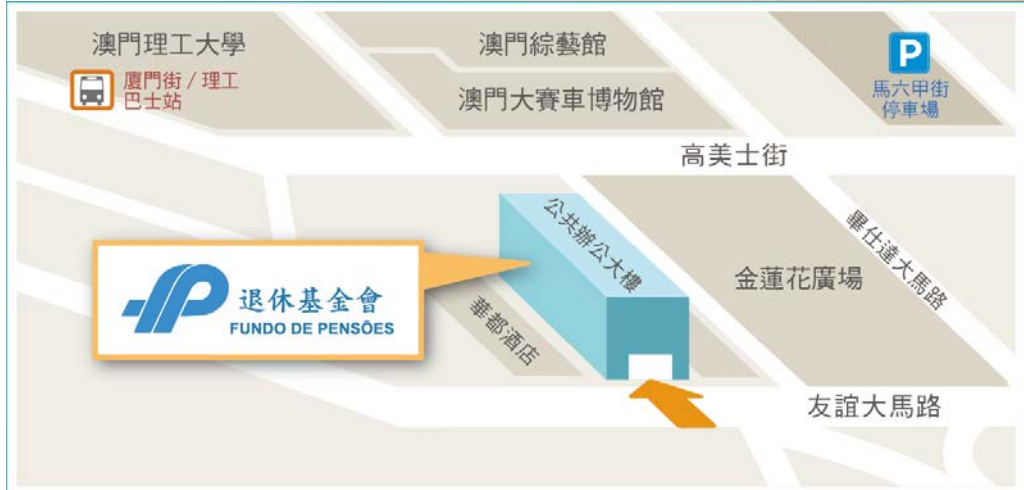 澳門理工大學
廈門街 / 理工
巴士站
澳門綜藝館
澳門大賽車博物館
P
馬六甲街
停車場
高美士街
公共辦公大樓
畢仕達大馬路
金蓮花廣場
退休基金會
FUNDO DE PENSÕES
華都酒店
友誼大馬路